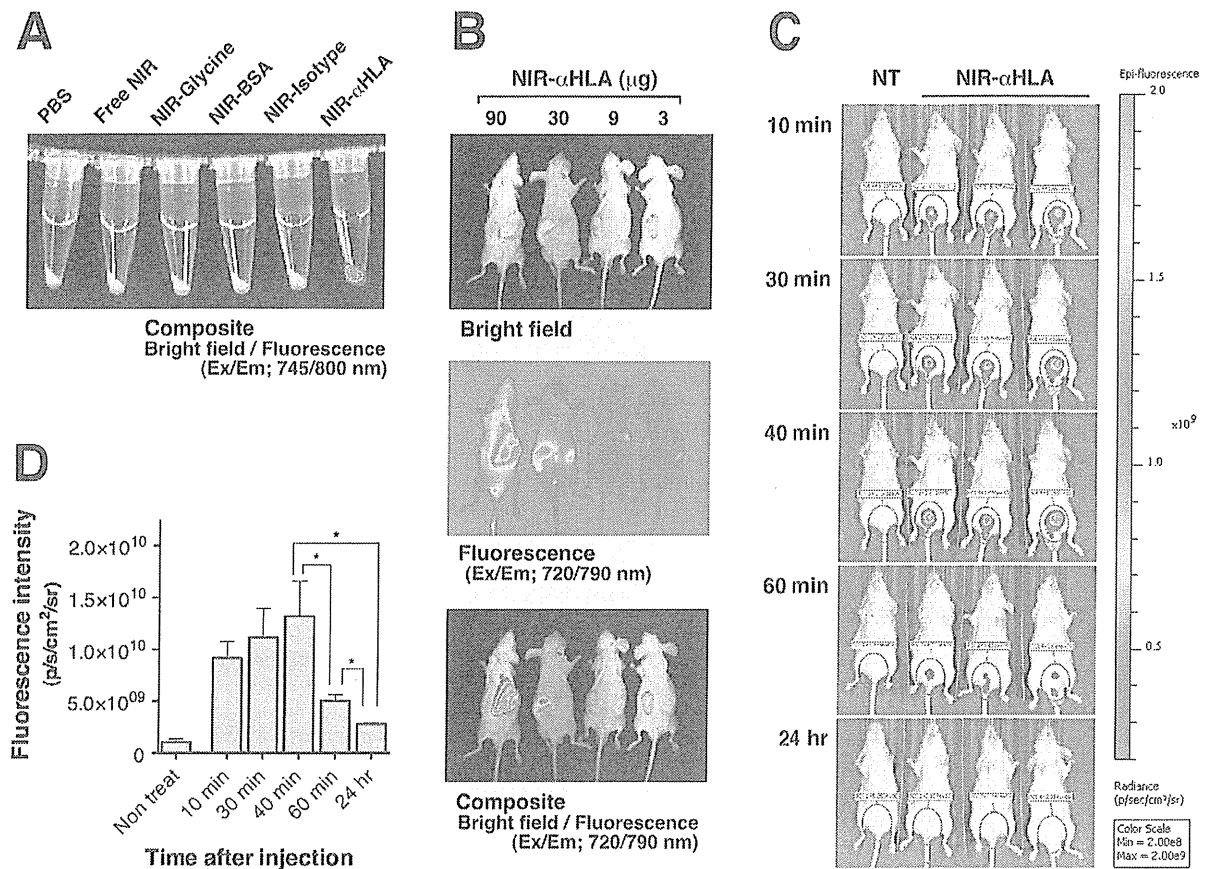 A
PBS
Free NIR
NIR-Glycine
NIR-BSA
NIR-Isotype
NIR-αHLA
Composite
Bright field / Fluorescence
(Ex/Em; 745/800 nm)
B
NIR-αHLA (μg)
90 30 9 3
Bright field
Fluorescence
(Ex/Em; 720/790 nm)
Composite
Bright field / Fluorescence
(Ex/Em; 720/790 nm)
C
NT NIR-αHLA
10 min
30 min
40 min
60 min
24 hr
Epi-fluorescence
2.0
1.5
x10⁹
1.0
0.5
Radiance
(p/sec/cm²/sr)
Color Scale
Min = 2.00e8
Max = 2.00e9
D
Fluorescence intensity
(p/s/cm²/sr)
2.0×10¹⁰
1.5×10¹⁰
1.0×10¹⁰
5.0×10⁰⁹
0
* * *
Non treat
10 min
30 min
40 min
60 min
24 hr
Time after injection